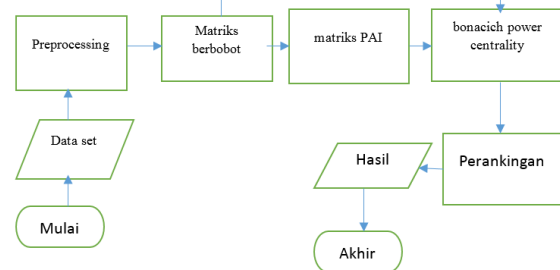 Preprocessing
Matriks
berbobot
matriks PAI
bonacich power
centrality
Data set
Hasil
Perankingan
Mulai
Akhir